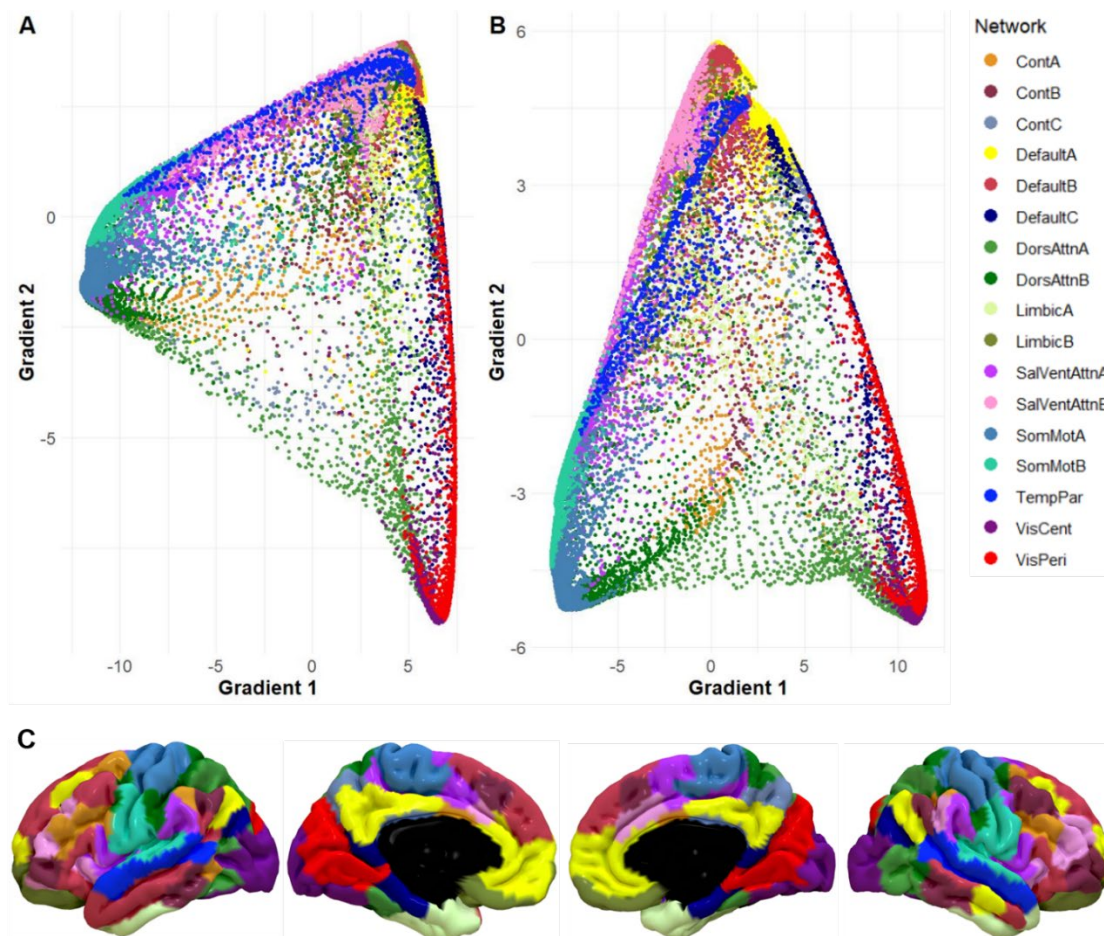 A
B
6
3
0
0
-3
-5
-6
Gradient 2
Gradient 2
-10
-5
0
5
-5
0
5
10
Gradient 1
Gradient 1
Network
ContA
ContB
ContC
DefaultA
DefaultB
DefaultC
DorsAttnA
DorsAttnB
LimbicA
LimbicB
SalVentAttnA
SalVentAttnB
SomMotA
SomMotB
TempPar
VisCent
VisPeri
C